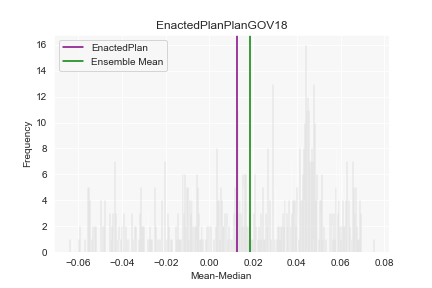 EnactedPlanPlanGOV18
EnactedPlan
Ensemble Mean
Frequency
16
14
12
10
8
6
4
2
0
−0.06 −0.04 −0.02 0.00 0.02 0.04 0.06 0.08
Mean-Median